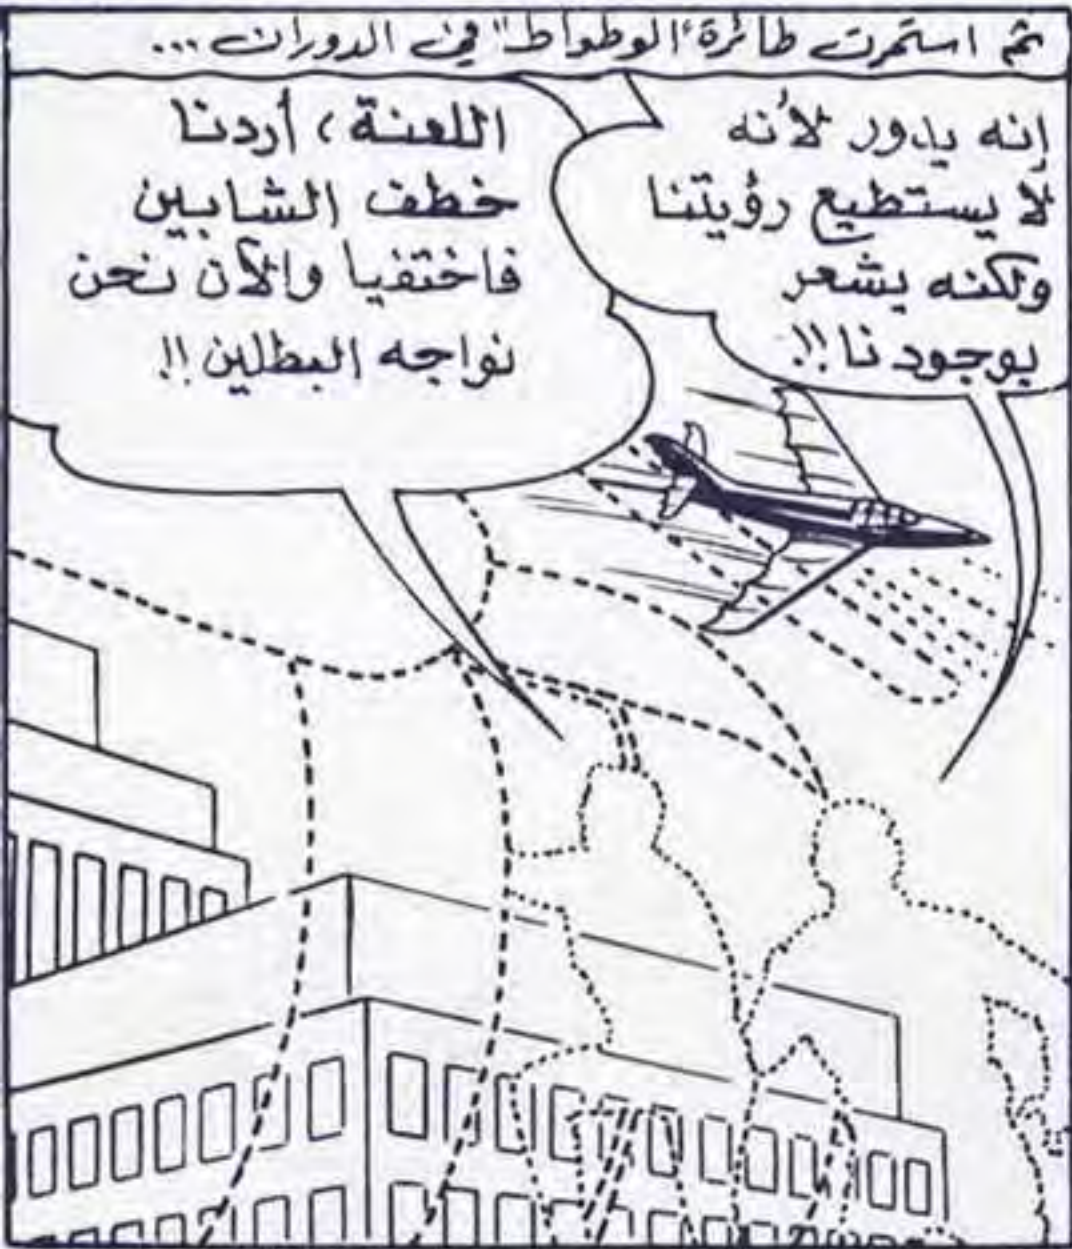 ثم استمرت طائرة "الوطواط" في الدوران ...
إنه يدور لأنه
لا يستطيع رؤيتنا
ولكنه يشعر
بوجودنا!!
اللعنة، أردنا
خطف الشابين
فاختفيا والآن نحن
نواجه البطلين!!